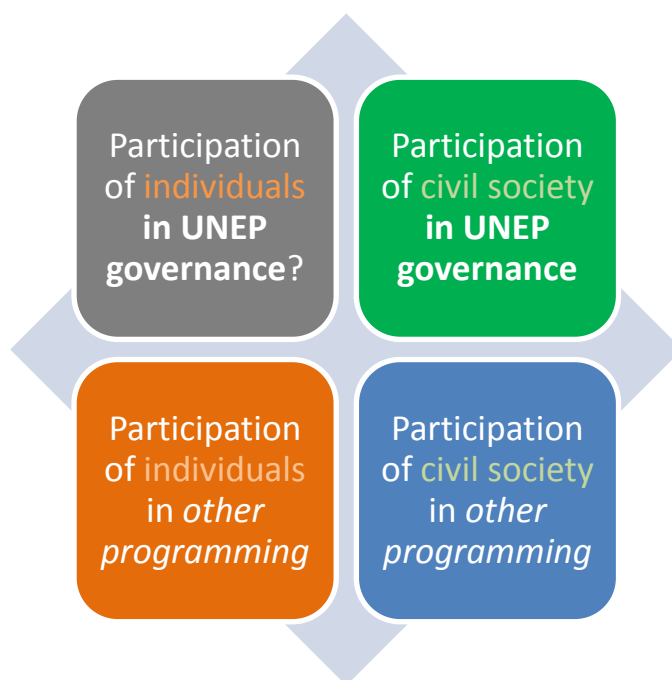 Participation
of individuals
in UNEP
governance?
Participation
of civil society
in UNEP
governance
Participation
of individuals
in other
programming
Participation
of civil society
in other
programming